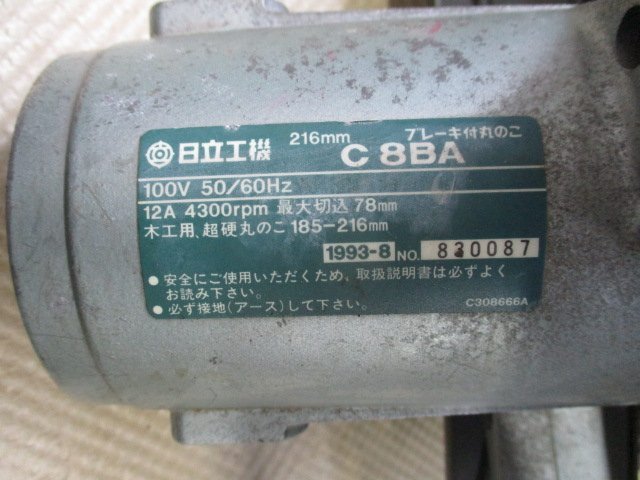 日立工機 216mm ブレーキ付丸のこ
C 8BA
100V 50/60Hz
12A 4300rpm 最大切込 78mm
木工用、超硬丸のこ 185-216mm
1993-8 NO. 830087
●安全にご使用いただくため、取扱説明書は必ずよく
お読み下さい。
●必ず接地(アース)して下さい。
C308666A